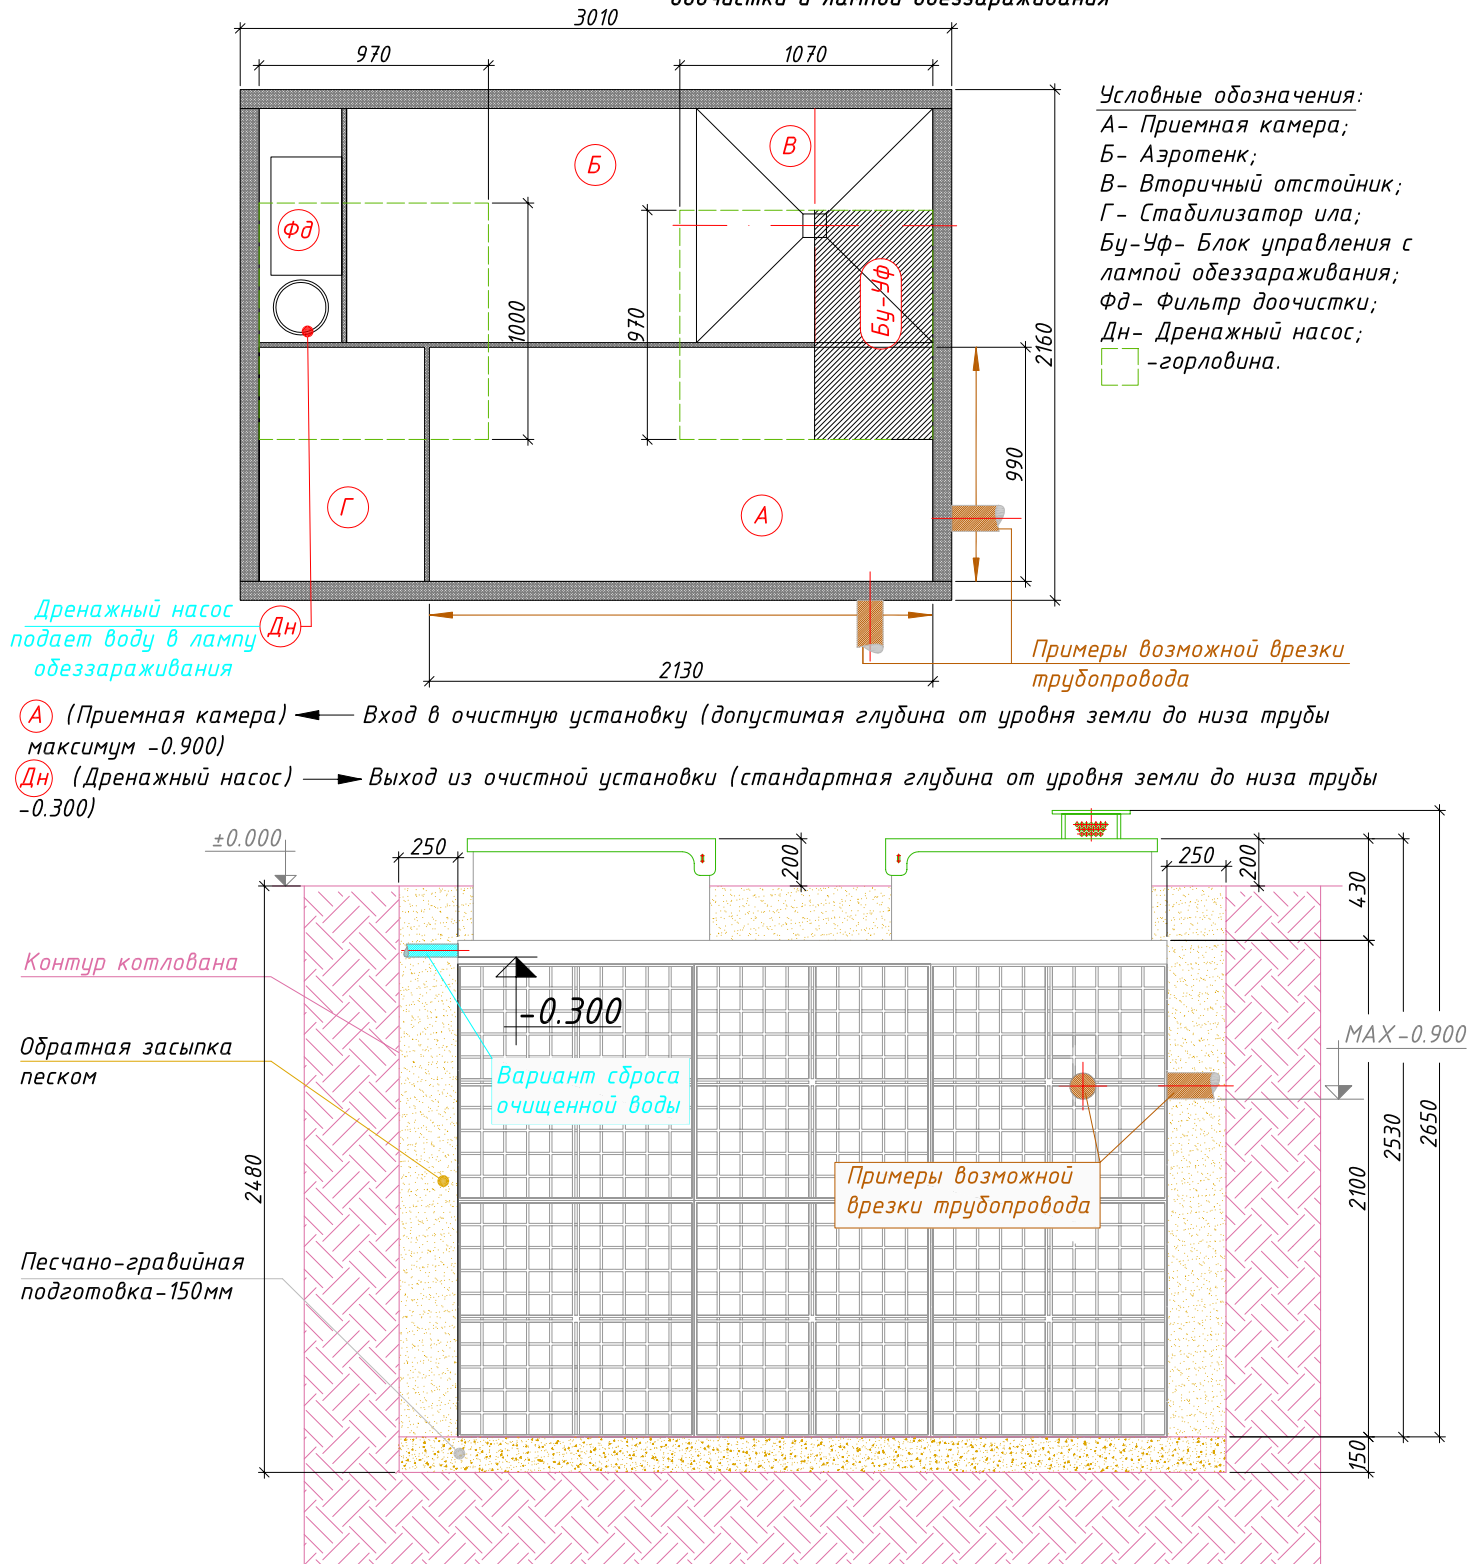 доочистки и лампой обеззараживания
3010
970
1070
Условные обозначения:
А- Приемная камера;
Б- Аэротенк;
В- Вторичный отстойник;
Г- Стабилизатор ила;
Бу-Уф- Блок управления с
лампой обеззараживания;
Фд- Фильтр доочистки;
Дн- Дренажный насос;
-горловина.
Б
В
Фд
Бу-Уф
1000
970
2160
990
Г
А
Дренажный насос
подает воду в лампу
обеззараживания
Дн
2130
Примеры возможной врезки
трубопровода
А (Приемная камера) Вход в очистную установку (допустимая глубина от уровня земли до низа трубы
максимум -0.900)
Дн (Дренажный насос) Выход из очистной установки (стандартная глубина от уровня земли до низа трубы
-0.300)
±0.000
250
200
250
200
430
Контур котлована
-0.300
MAX-0.900
Обратная засыпка
песком
Вариант сброса
очищенной воды
2480
2530
2650
2100
Примеры возможной
врезки трубопровода
Песчано-гравийная
подготовка-150мм
150